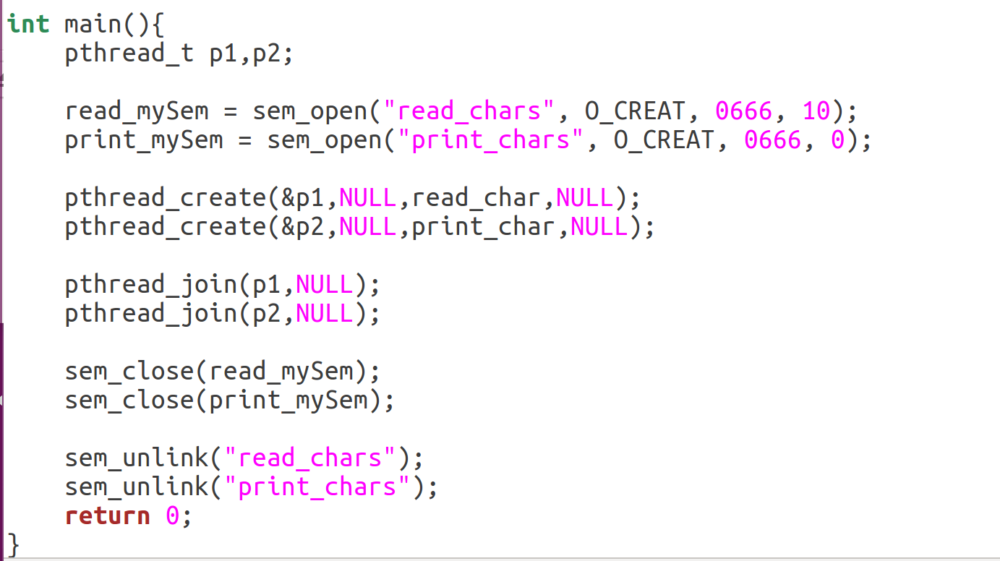 int main(){
    pthread_t p1,p2;

    read_mySem = sem_open("read_chars", O_CREAT, 0666, 10);
    print_mySem = sem_open("print_chars", O_CREAT, 0666, 0);

    pthread_create(&p1,NULL,read_char,NULL);
    pthread_create(&p2,NULL,print_char,NULL);

    pthread_join(p1,NULL);
    pthread_join(p2,NULL);

    sem_close(read_mySem);
    sem_close(print_mySem);

    sem_unlink("read_chars");
    sem_unlink("print_chars");
    return 0;
}